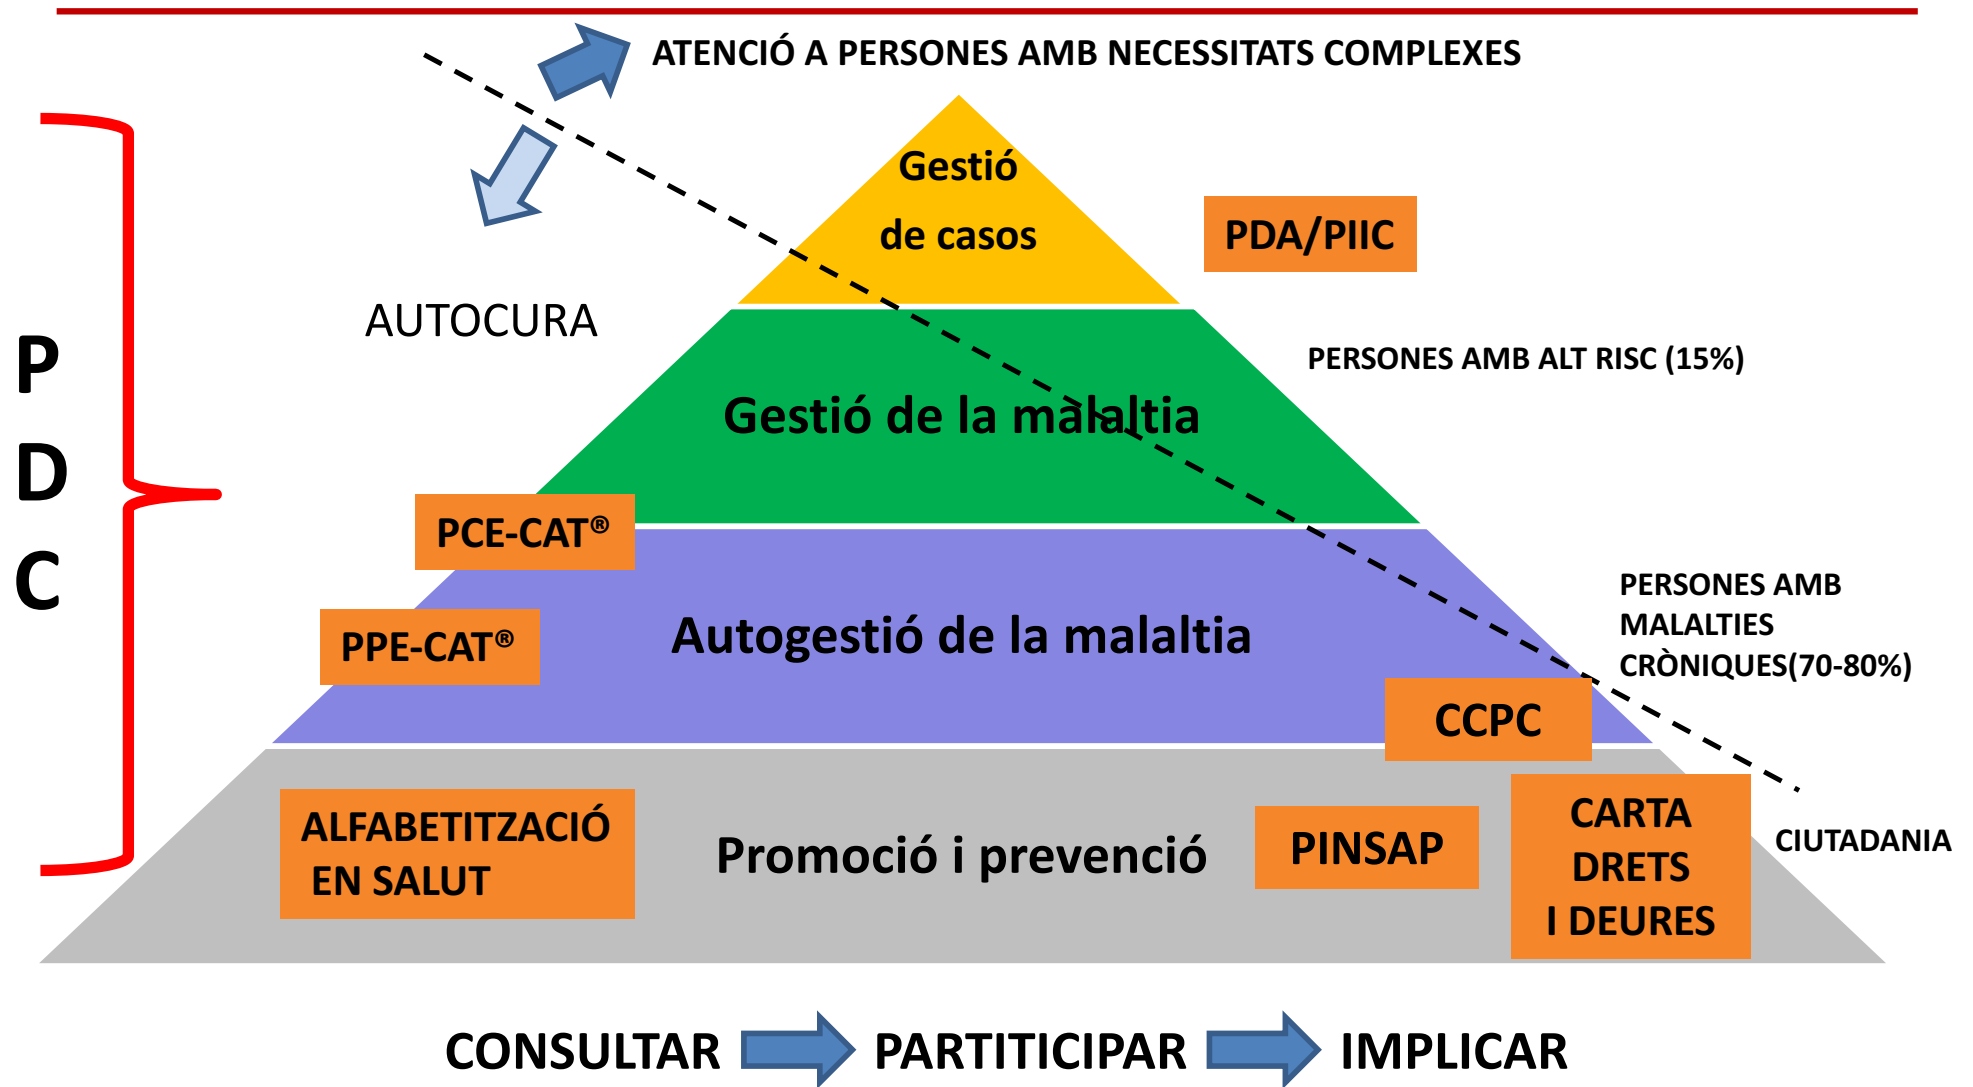 ATENCIÓ A PERSONES AMB NECESSITATS COMPLEXES
Gestió
de casos
PDA/PIIC
AUTOCURA
P
D
C
PERSONES AMB ALT RISC (15%)
Gestió de la malaltia
PCE-CAT®
PPE-CAT®
Autogestió de la malaltia
PERSONES AMB
MALALTIES
CRÒNIQUES(70-80%)
CCPC
ALFABETITZACIÓ
EN SALUT
Promoció i prevenció
PINSAP
CARTA
DRETS
I DEURES
CIUTADANIA
CONSULTAR PARTITICIPAR IMPLICAR